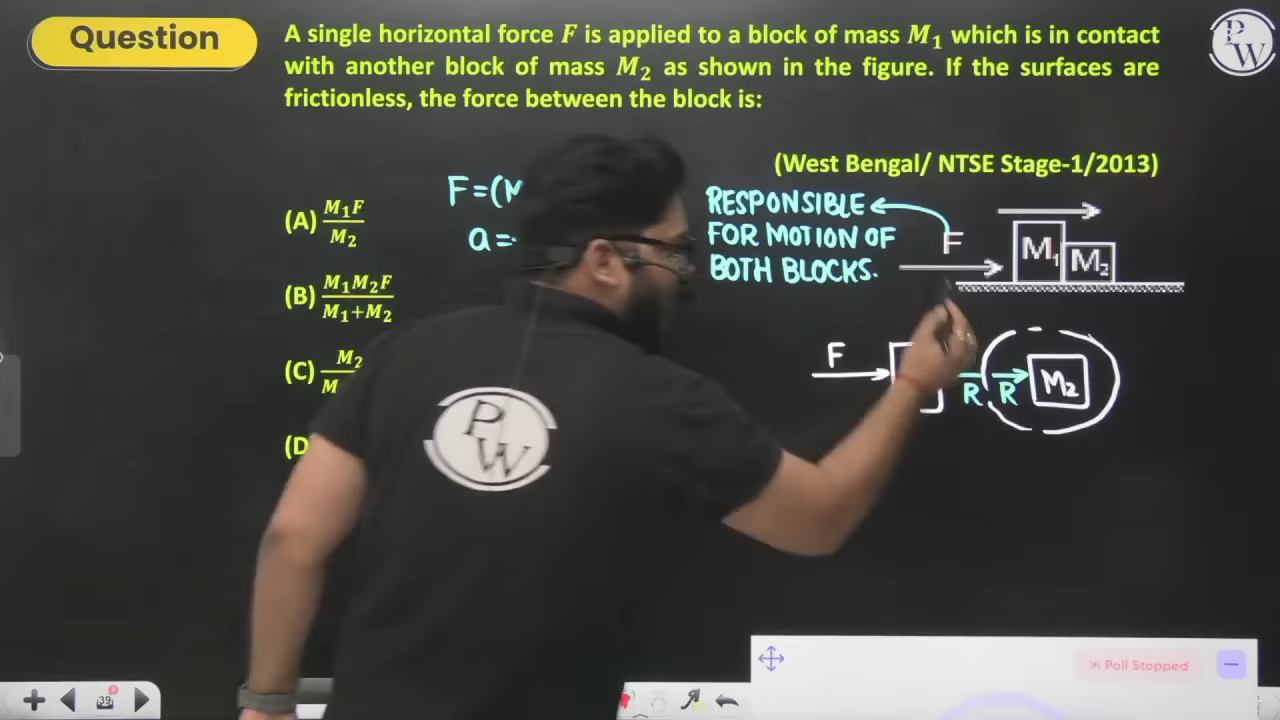 Question
A single horizontal force F is applied to a block of mass M₁ which is in contact
with another block of mass M₂ as shown in the figure. If the surfaces are
frictionless, the force between the block is:
(West Bengal/ NTSE Stage-1/2013)
(A) M₁F
M₂
(B) M₁M₂F
M₁+M₂
(C) M₂
M
(D
F=(M
a=
RESPONSIBLE
FOR MOTION OF
BOTH BLOCKS.
F
M₁ M₂
F
R R M₂
P
W
P
W
39
Poll Stopped